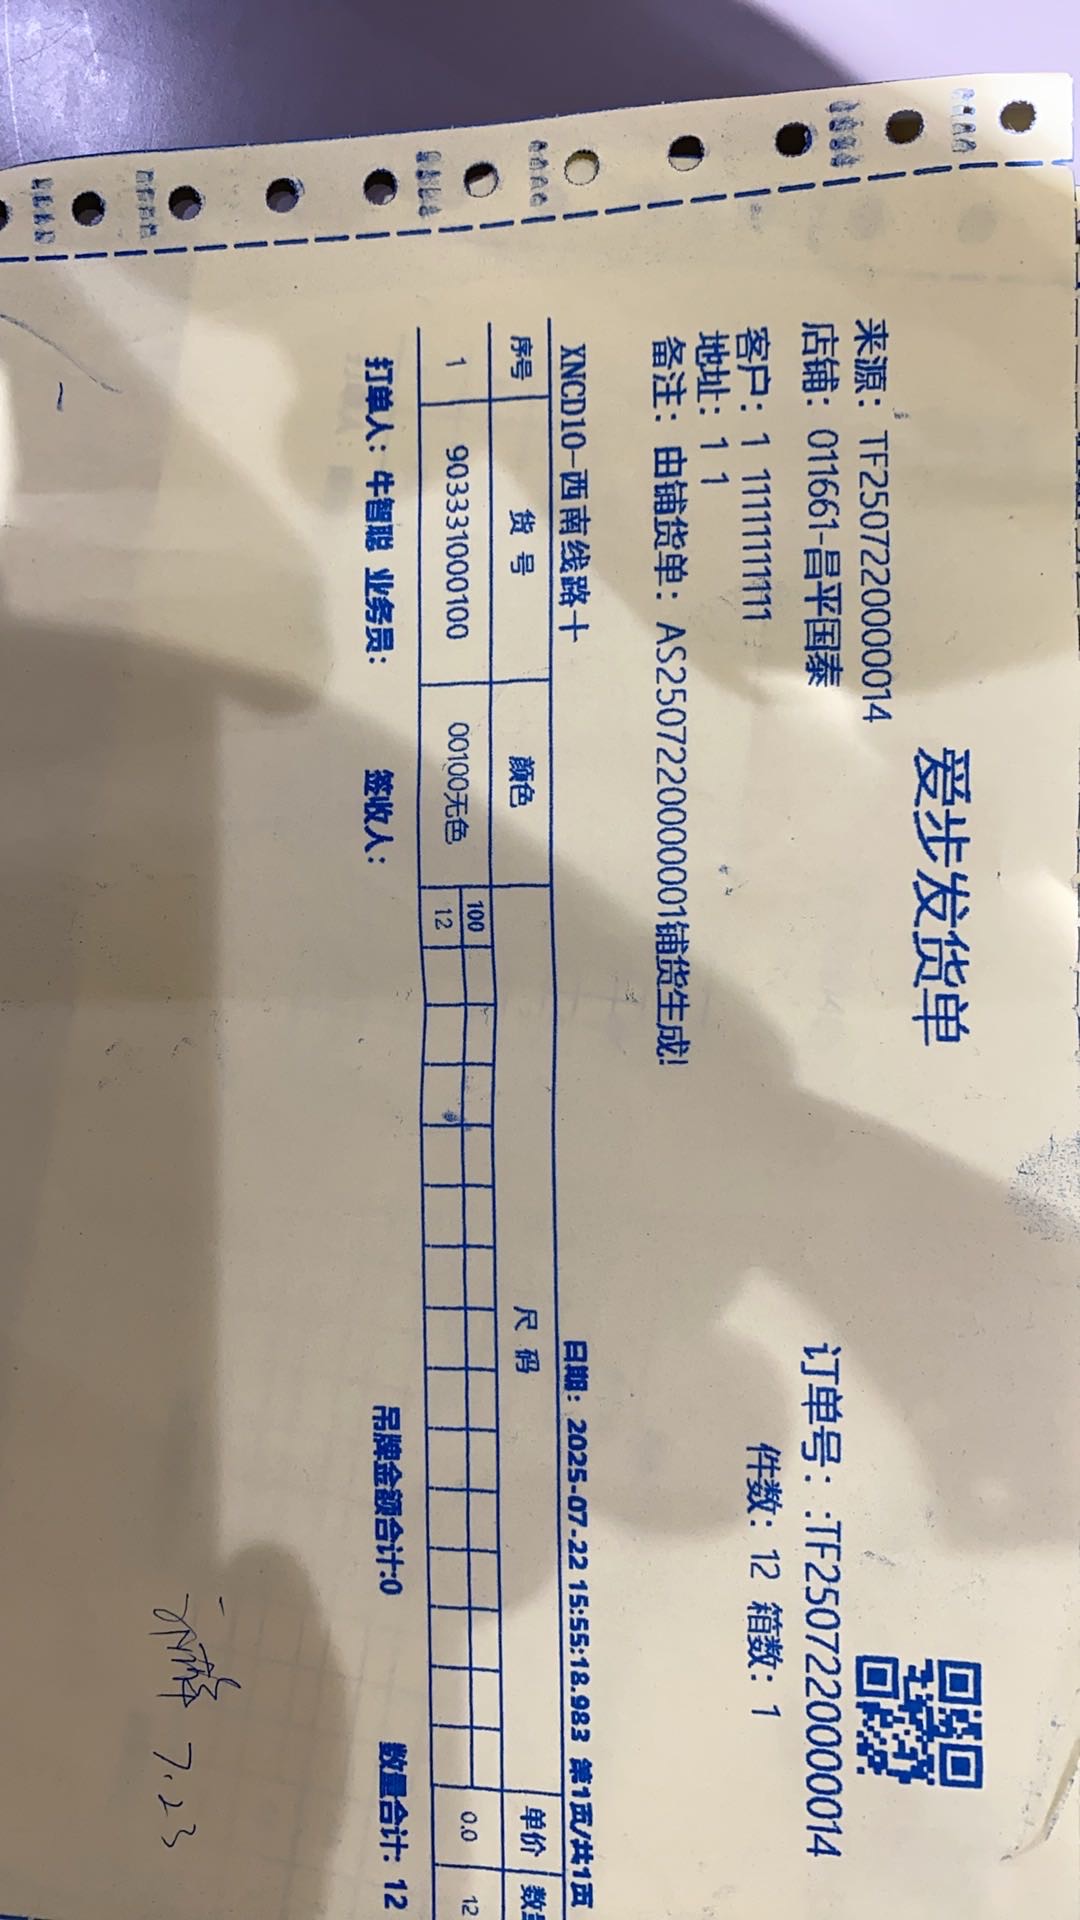 爱步发货单
来源：TF2507220000014
店铺：011661-昌平国泰
订单号：.TF2507220000014
客户：1 11111111111
件数：12 箱数：1
地址：1 1
备注：由铺货单：AS2507220000001铺货生成!
XNCD10-西南线路十 日期：2025-07-22 15:55:18.983 第1页/共1页
序号 货 号 颜色 尺 码 单价 数
1 903331000100 00100无色 100 0.0 12
12
打单人：牛智聪 业务员： 签收人： 吊牌金额合计:0 数量合计：12
7.23